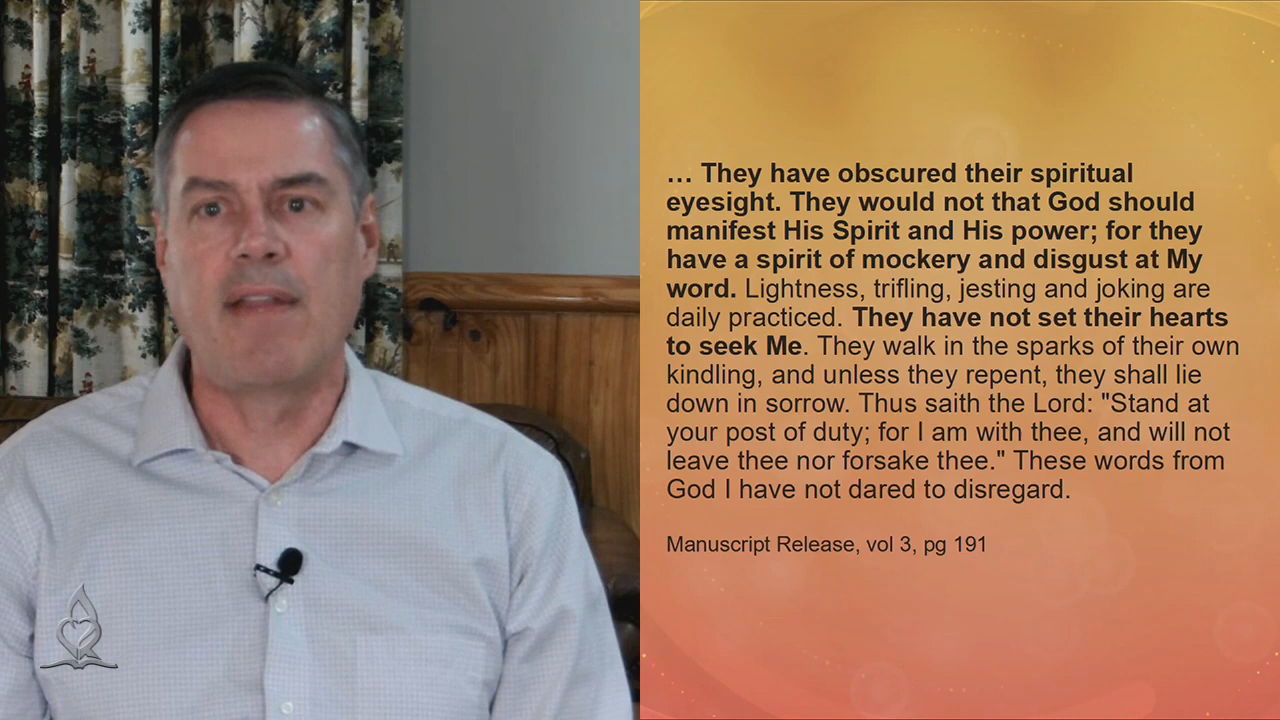 … They have obscured their spiritual
eyesight. They would not that God should
manifest His Spirit and His power; for they
have a spirit of mockery and disgust at My
word. Lightness, trifling, jesting and joking are
daily practiced. They have not set their hearts
to seek Me. They walk in the sparks of their own
kindling, and unless they repent, they shall lie
down in sorrow. Thus saith the Lord: "Stand at
your post of duty; for I am with thee, and will not
leave thee nor forsake thee." These words from
God I have not dared to disregard.
Manuscript Release, vol 3, pg 191